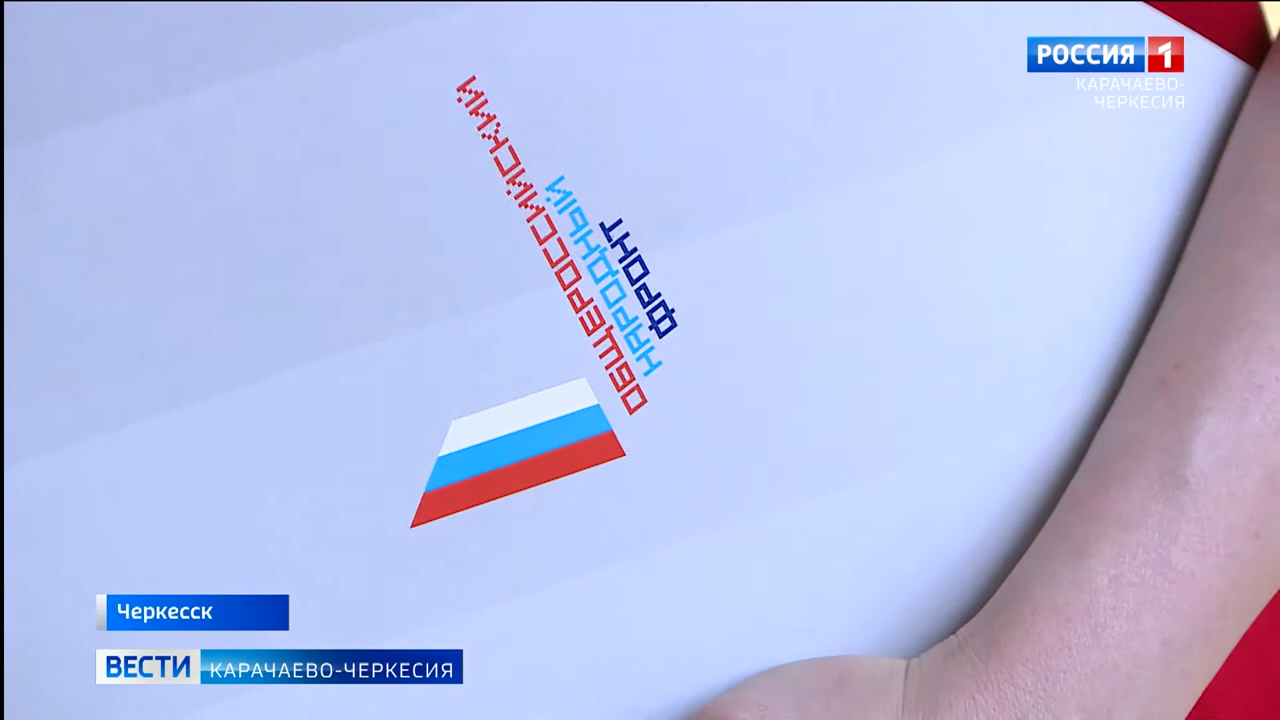 РОССИЯ 1
КАРАЧАЕВО-
ЧЕРКЕСИЯ
ОБЩЕРОССИЙСКИЙ
НАРОДНЫЙ
ФРОНТ
Черкесск
ВЕСТИ КАРАЧАЕВО-ЧЕРКЕСИЯ